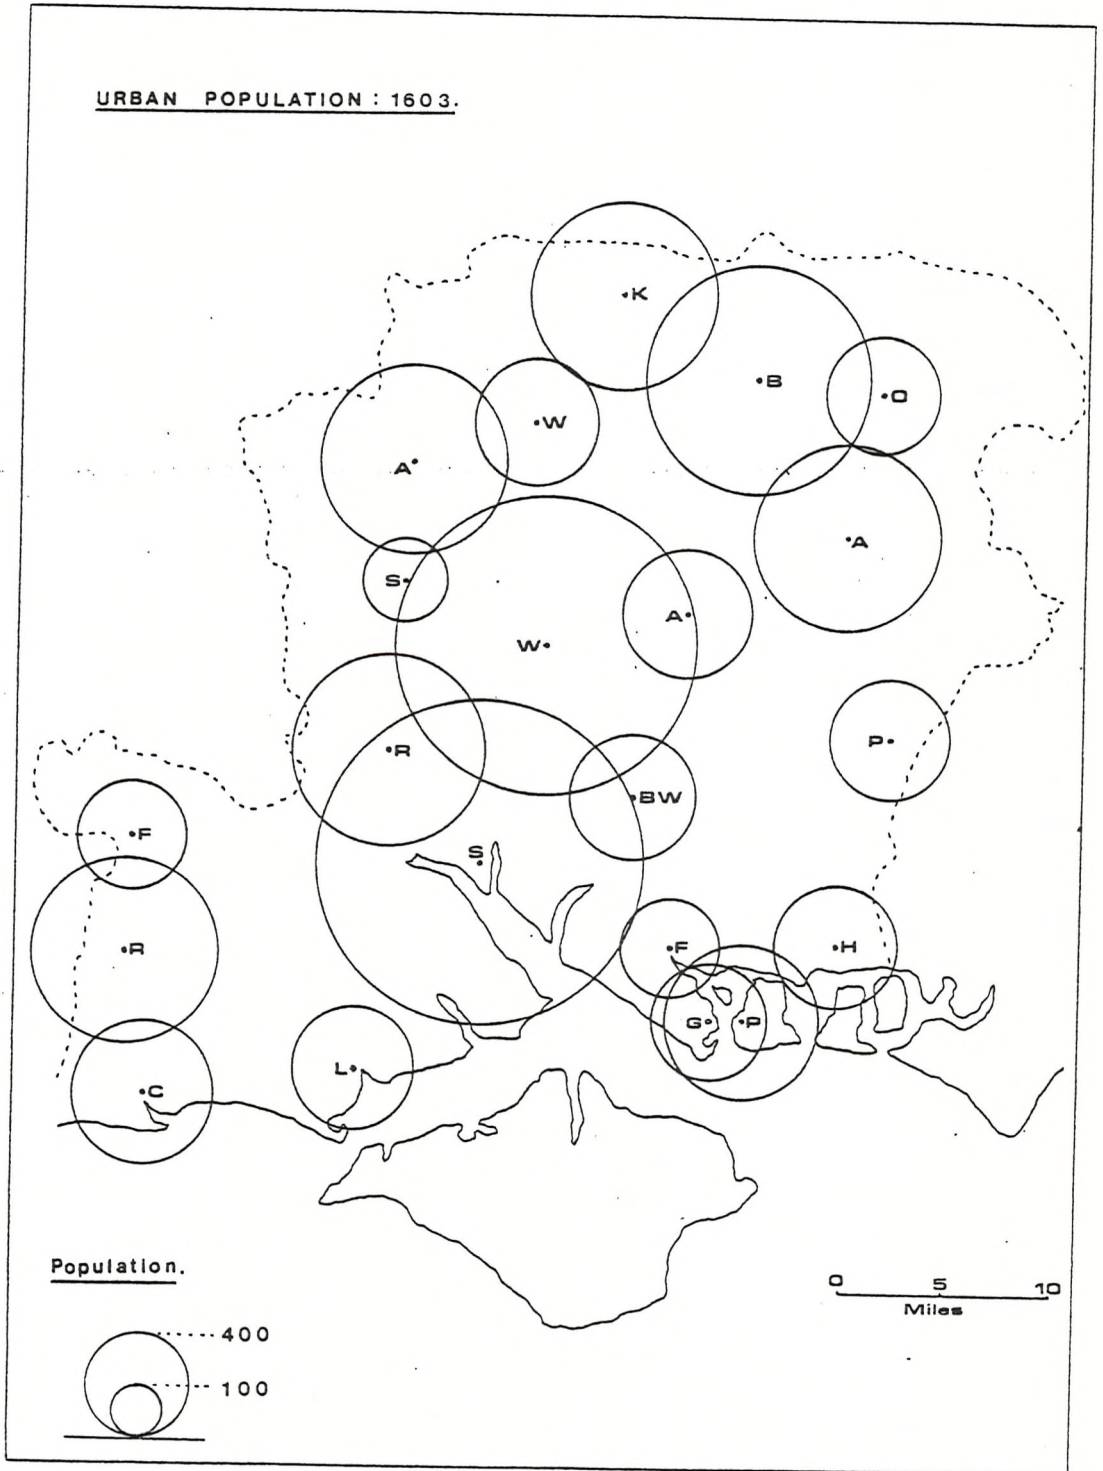 URBAN POPULATION : 1603.
K
B
O
W
A
A
S
A
W
R
P
BW
F
S
R
F
H
G
P
L
C
Population.
400
100
0 5 10
Miles